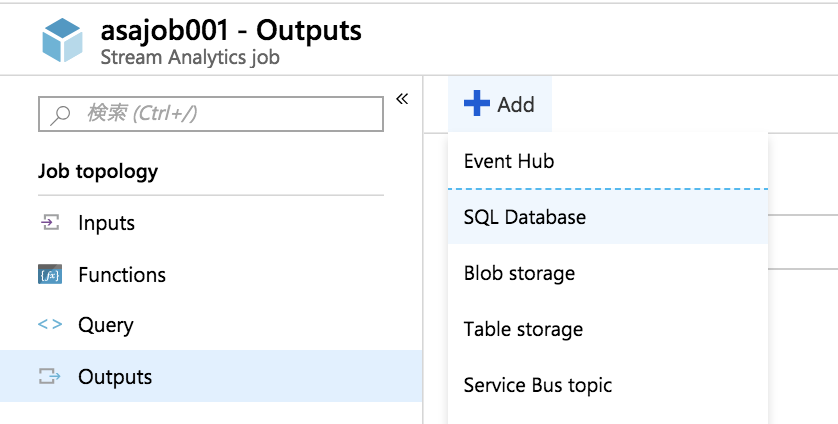 asajob001 - Outputs
Stream Analytics job
検索 (Ctrl+/)
«
Job topology
Inputs
{fx} Functions
<> Query
Outputs
+ Add
Event Hub
SQL Database
Blob storage
Table storage
Service Bus topic